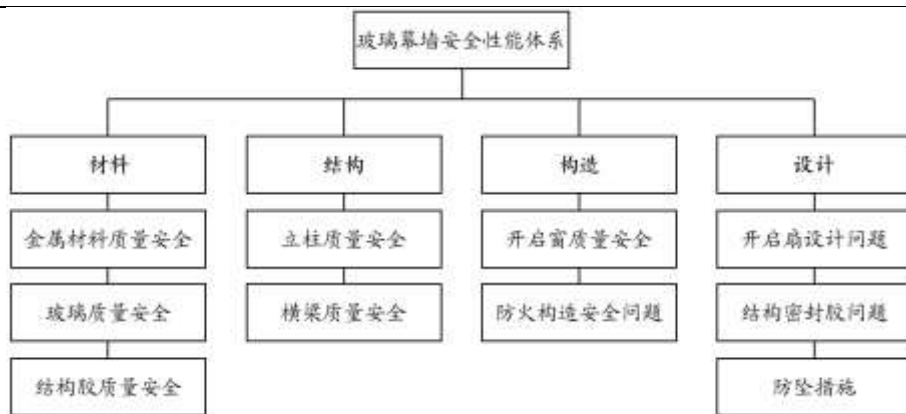 玻璃幕墙安全性能体系
材料
结构
构造
设计
金属材料质量安全
立柱质量安全
开启窗质量安全
开启扇设计问题
玻璃质量安全
横梁质量安全
防火构造安全问题
结构密封胶问题
结构胶质量安全
防坠措施